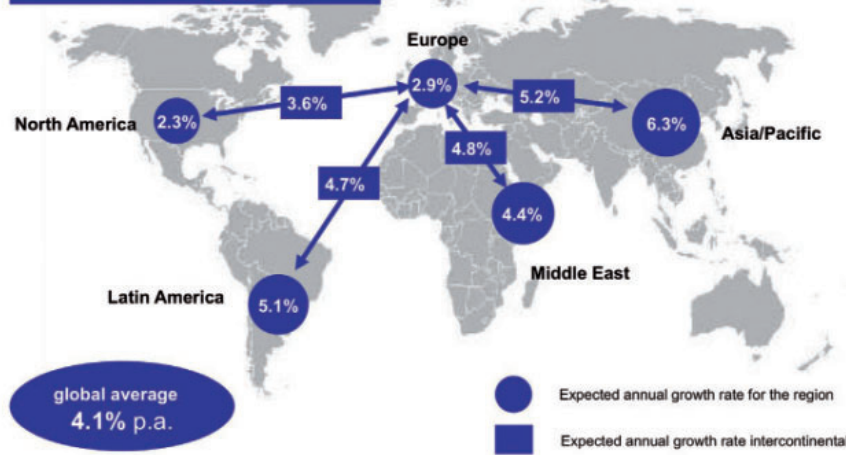 Europe
2.9%
3.6%
5.2%
2.3%
North America
6.3%
Asia/Pacific
4.8%
4.7%
4.4%
Middle East
Latin America
5.1%
global average
4.1% p.a.
Expected annual growth rate for the region
Expected annual growth rate intercontinental